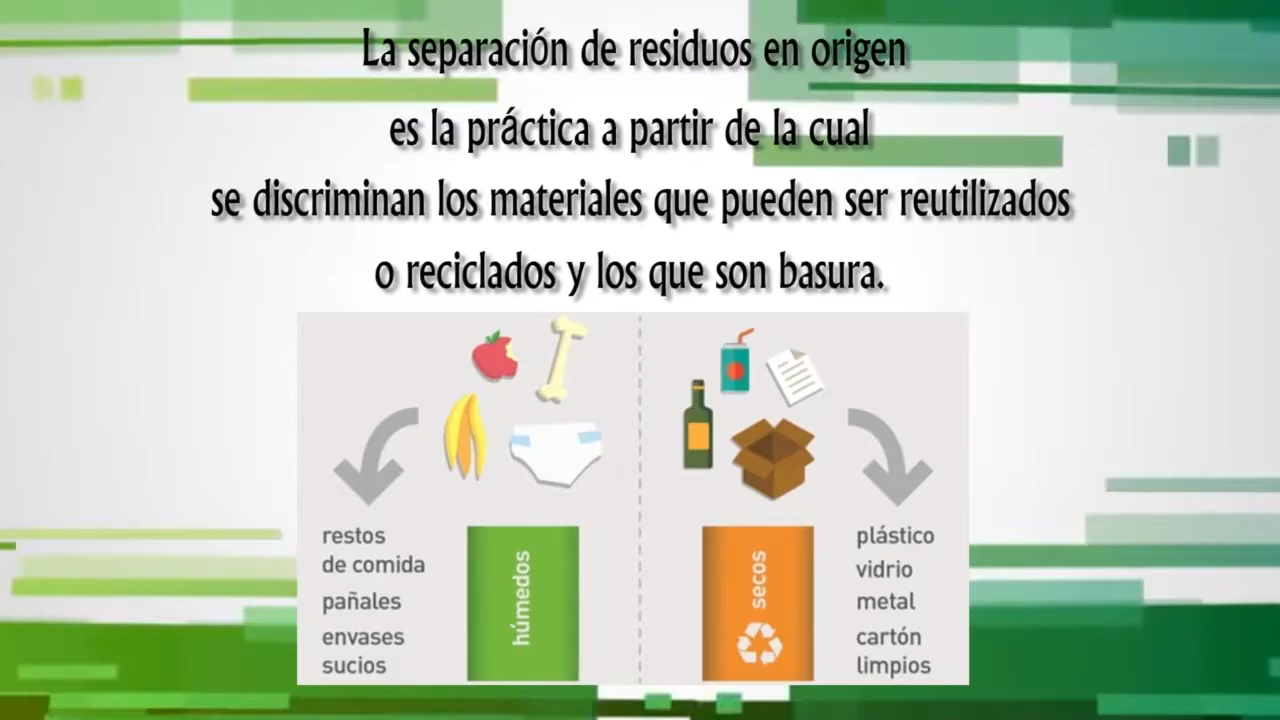 La separación de residuos en origen
es la práctica a partir de la cual
se discriminan los materiales que pueden ser reutilizados
o reciclados y los que son basura.
restos
de comida
pañales
envases
sucios
húmedos
secos
plástico
vidrio
metal
cartón
limpios